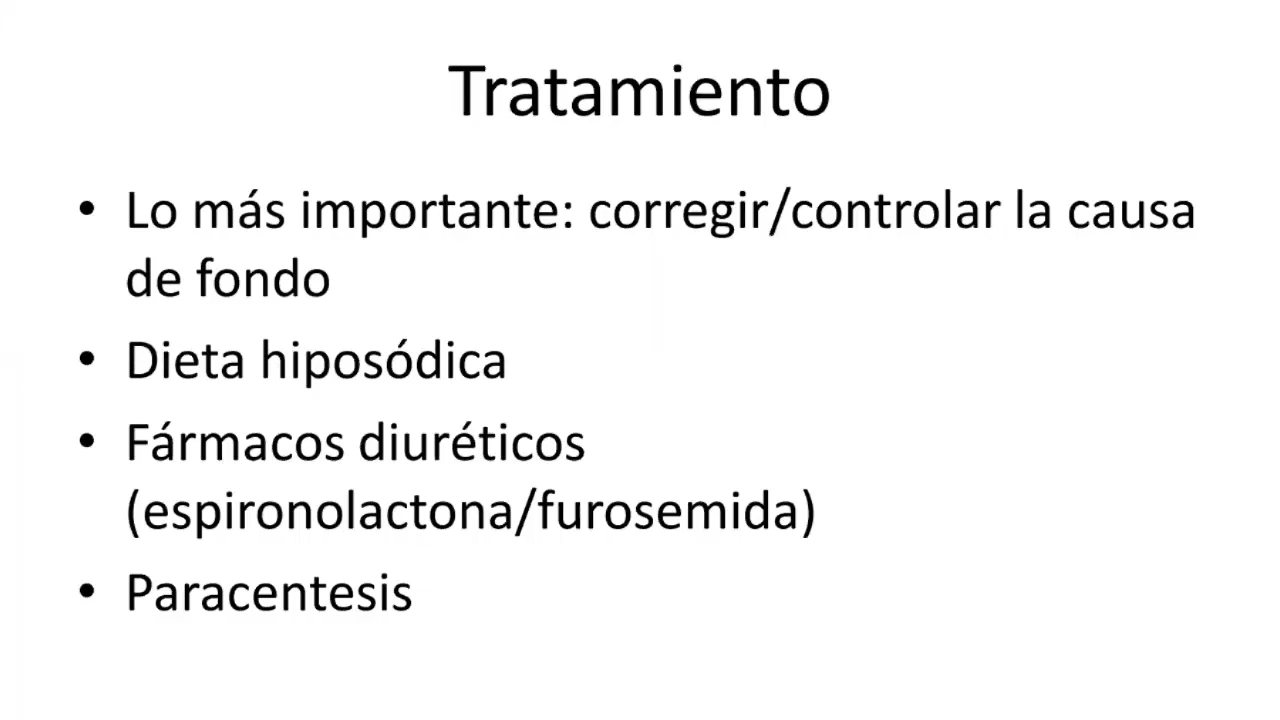 Tratamiento
• Lo más importante: corregir/controlar la causa
de fondo
• Dieta hiposódica
• Fármacos diuréticos
(espironolactona/furosemida)
• Paracentesis